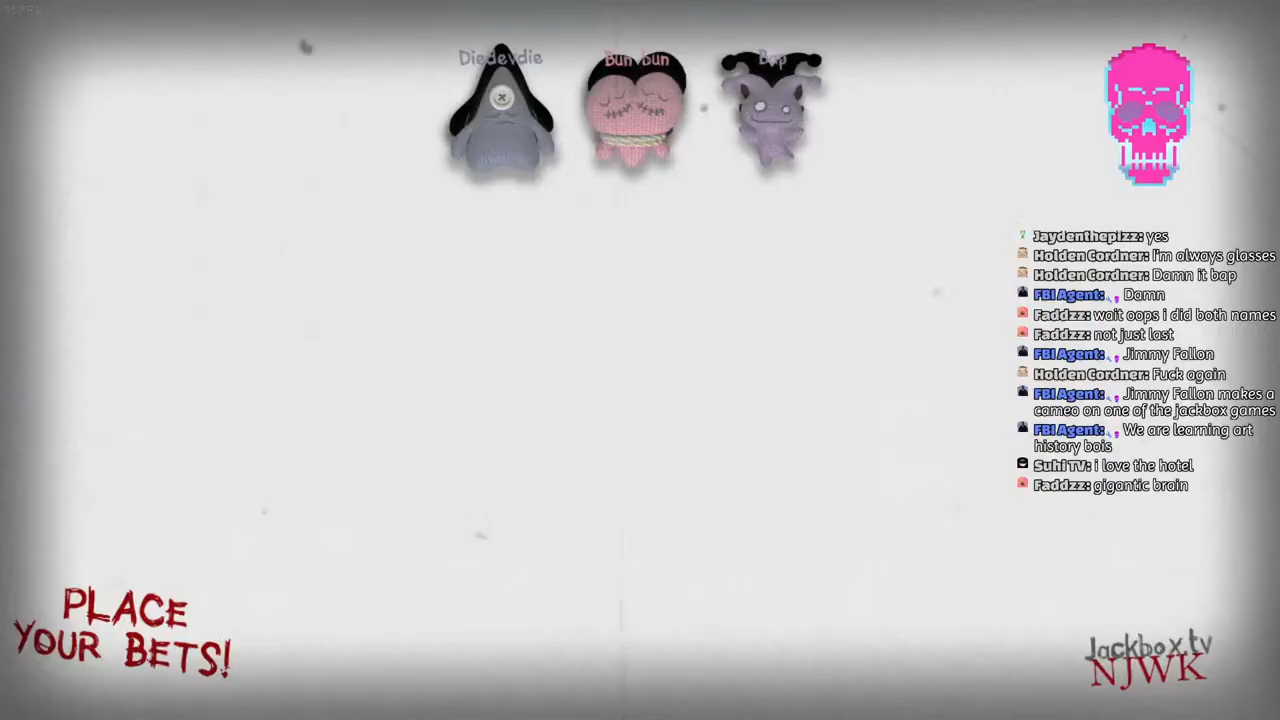 Diedevdie
Bun bun
Bap
Jaydenthepizz: yes
Holden Cordner: I'm always glasses
Holden Cordner: Damn it bap
FBI Agent: Damn
Faddzz: wait oops i did both names
Faddzz: not just last
FBI Agent: Jimmy Fallon
Holden Cordner: Fuck again
FBI Agent: Jimmy Fallon makes a
cameo on one of the jackbox games
FBI Agent: We are learning art
history bois
Suhi TV: i love the hotel
Faddzz: gigantic brain
PLACE
YOUR BETS!
Jackbox.tv
NJWK